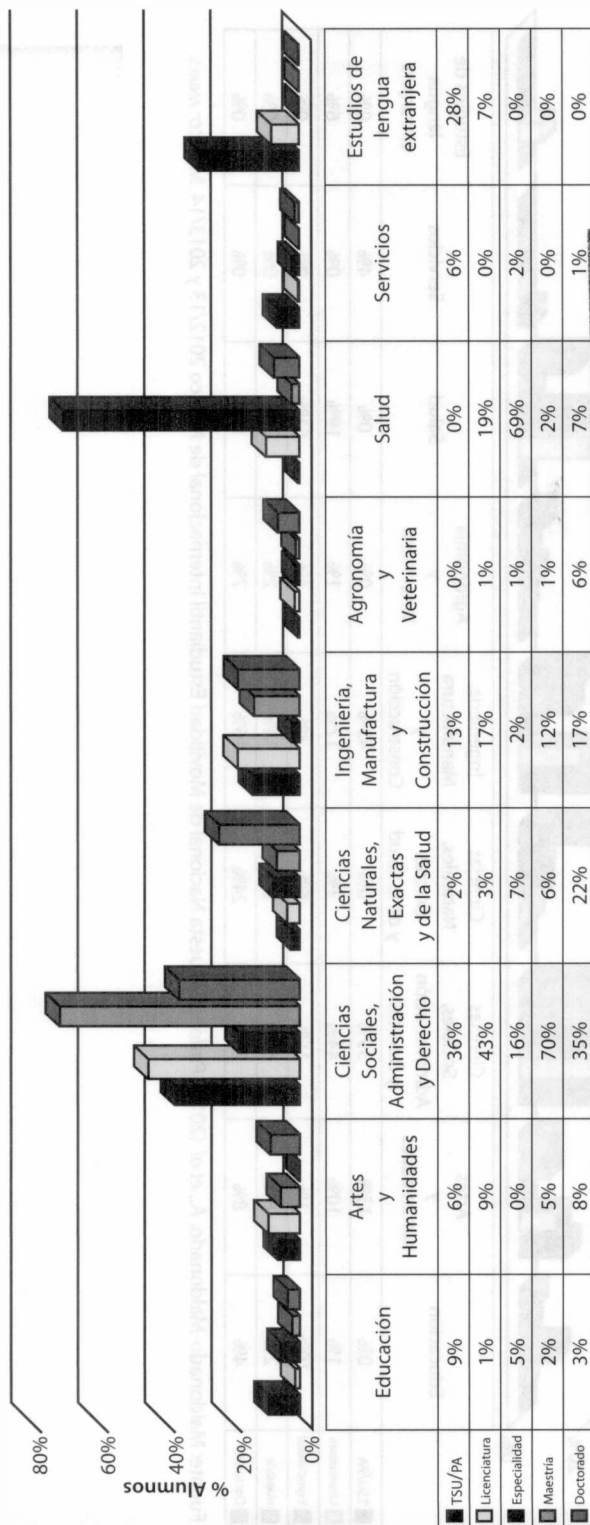 % Alumnos
80%
60%
40%
20%
0%
Educación
Artes
y
Humanidades
Ciencias
Sociales,
Administración
y Derecho
Ciencias
Naturales,
Exactas
y de la Salud
Ingeniería,
Manufactura
y
Construcción
Agronomía
y
Veterinaria
Salud
Servicios
Estudios de
lengua
extranjera
TSU/PA 9% 6% 36% 2% 13% 0% 0% 6% 28%
Licenciatura 1% 9% 43% 3% 17% 1% 19% 0% 7%
Especialidad 5% 0% 16% 7% 2% 1% 69% 2% 0%
Maestría 2% 5% 70% 6% 12% 1% 2% 0% 0%
Doctorado 3% 8% 35% 22% 17% 6% 7% 1% 0%